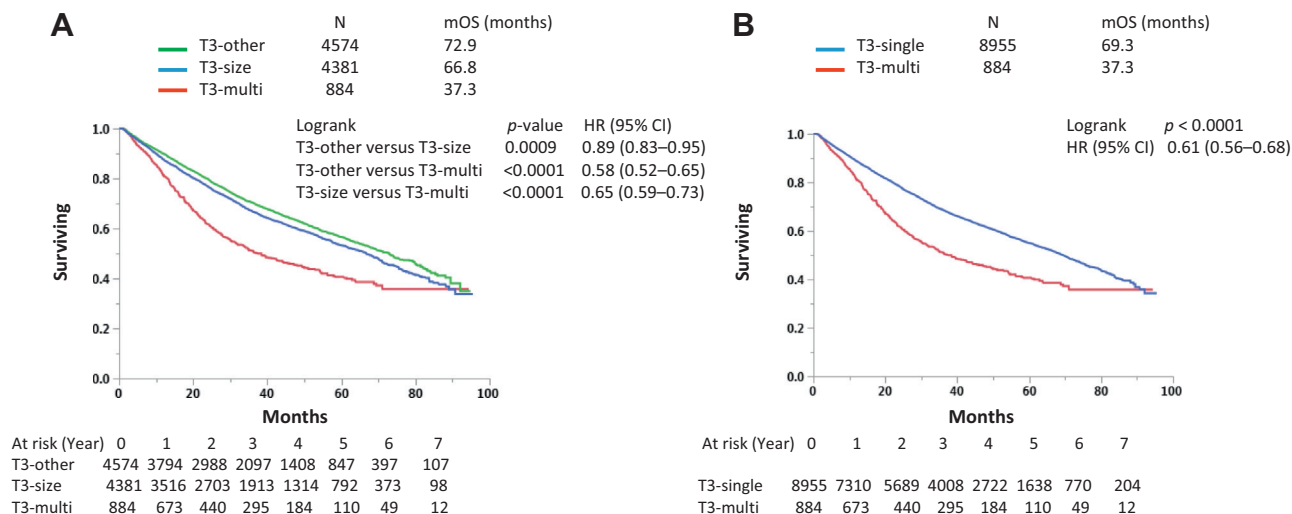 A
N mOS (months)
T3-other 4574 72.9
T3-size 4381 66.8
T3-multi 884 37.3
Logrank p-value HR (95% CI)
T3-other versus T3-size 0.0009 0.89 (0.83–0.95)
T3-other versus T3-multi <0.0001 0.58 (0.52–0.65)
T3-size versus T3-multi <0.0001 0.65 (0.59–0.73)
Surviving
1.0
0.8
0.6
0.4
0.2
0.0
0 20 40 60 80 100
Months
At risk (Year) 0 1 2 3 4 5 6 7
T3-other 4574 3794 2988 2097 1408 847 397 107
T3-size 4381 3516 2703 1913 1314 792 373 98
T3-multi 884 673 440 295 184 110 49 12
B
N mOS (months)
T3-single 8955 69.3
T3-multi 884 37.3
Logrank p < 0.0001
HR (95% CI) 0.61 (0.56–0.68)
Surviving
1.0
0.8
0.6
0.4
0.2
0.0
0 20 40 60 80 100
Months
At risk (Year) 0 1 2 3 4 5 6 7
T3-single 8955 7310 5689 4008 2722 1638 770 204
T3-multi 884 673 440 295 184 110 49 12